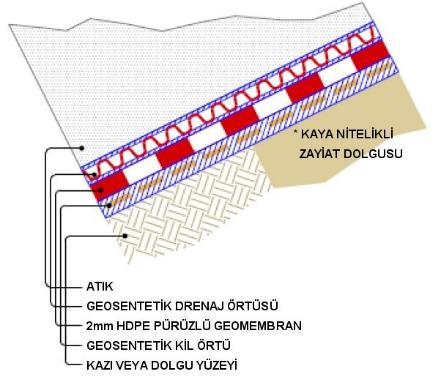 * KAYA NİTELİKLİ
ZAYİAT DOLGUSU
ATIK
GEOSENTETİK DRENAJ ÖRTÜSÜ
2mm HDPE PÜRÜZLÜ GEOMEMBRAN
GEOSENTETİK KİL ÖRTÜ
KAZI VEYA DOLGU YÜZEYİ